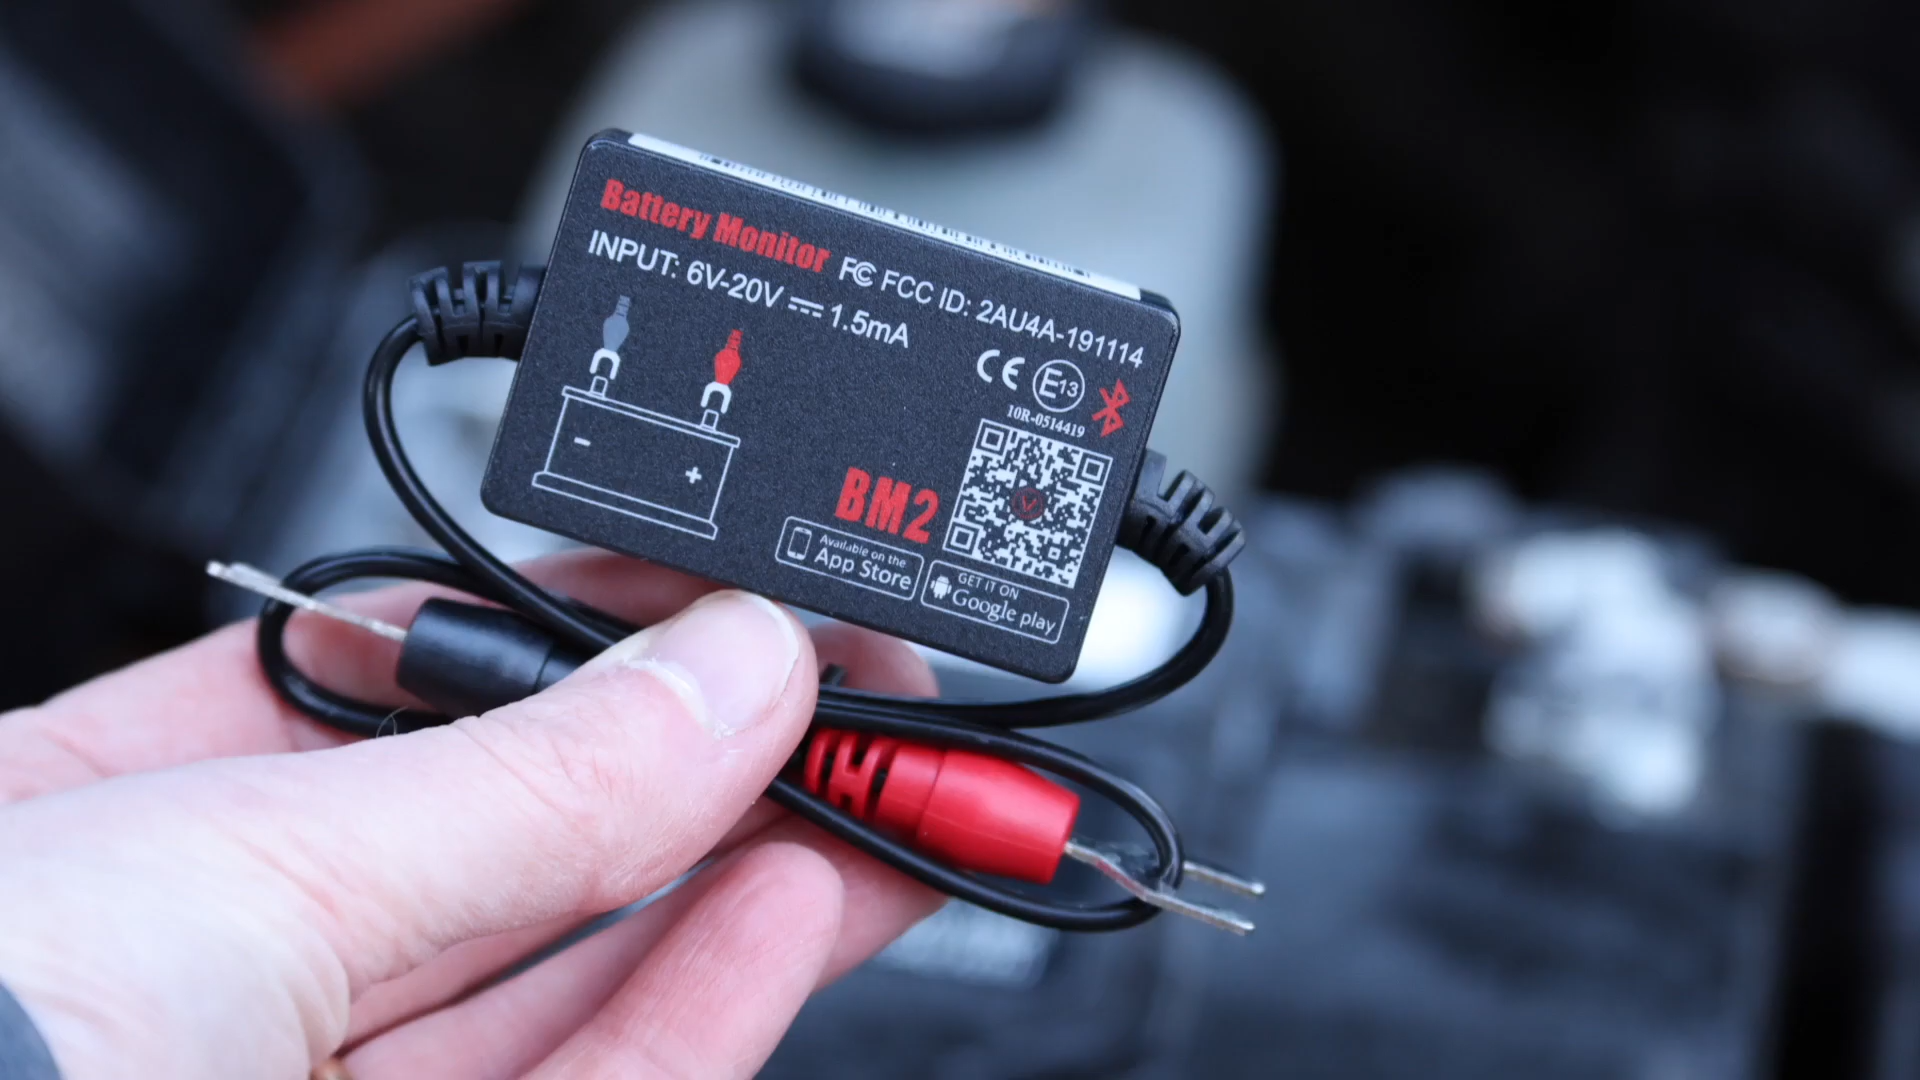 Battery Monitor FC FCC ID: 2AU4A-191114
INPUT: 6V-20V ⎓ 1.5mA
CE E13
10R-0514419
- +
BM2
Available on the
App Store
GET IT ON
Google play